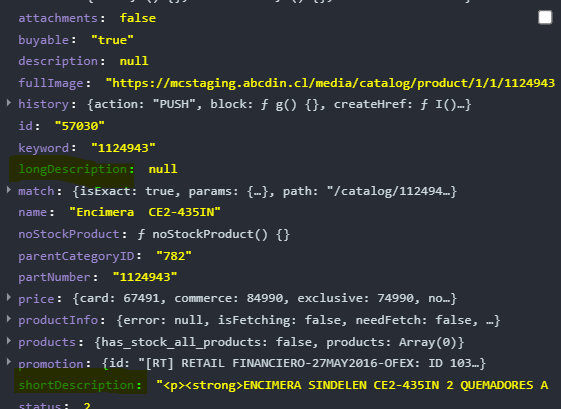 attachments: false
buyable: "true"
description: null
fullImage: "https://mcstaging.abcdin.cl/media/catalog/product/1/1/1124943
history: {action: "PUSH", block: ƒ g() {}, createHref: ƒ I()…}
id: "57030"
keyword: "1124943"
longDescription: null
match: {isExact: true, params: {…}, path: "/catalog/112494…}
name: "Encimera  CE2-435IN"
noStockProduct: ƒ noStockProduct() {}
parentCategoryID: "782"
partNumber: "1124943"
price: {card: 67491, commerce: 84990, exclusive: 74990, no…}
productInfo: {error: null, isFetching: false, needFetch: false, …}
products: {has_stock_all_products: false, products: Array(0)}
promotion: {id: "[RT] RETAIL FINANCIERO-27MAY2016-OFEX: ID 103…}
shortDescription: "<p><strong>ENCIMERA SINDELEN CE2-435IN 2 QUEMADORES A
status: 2